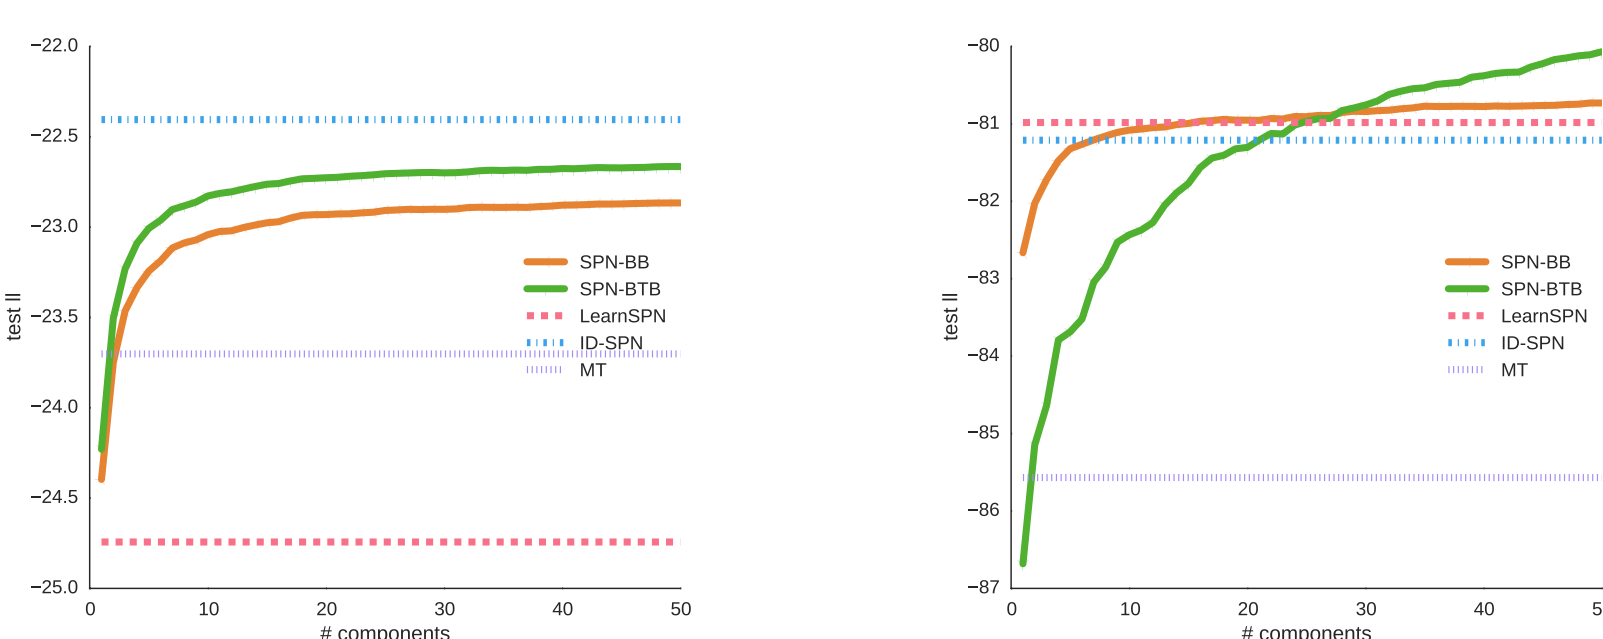 −22.0
−22.5
−23.0
−23.5
−24.0
−24.5
−25.0
test ll
0 10 20 30 40 50
# components
SPN-BB
SPN-BTB
LearnSPN
ID-SPN
MT
−80
−81
−82
−83
−84
−85
−86
−87
test ll
0 10 20 30 40 5
# components
SPN-BB
SPN-BTB
LearnSPN
ID-SPN
MT